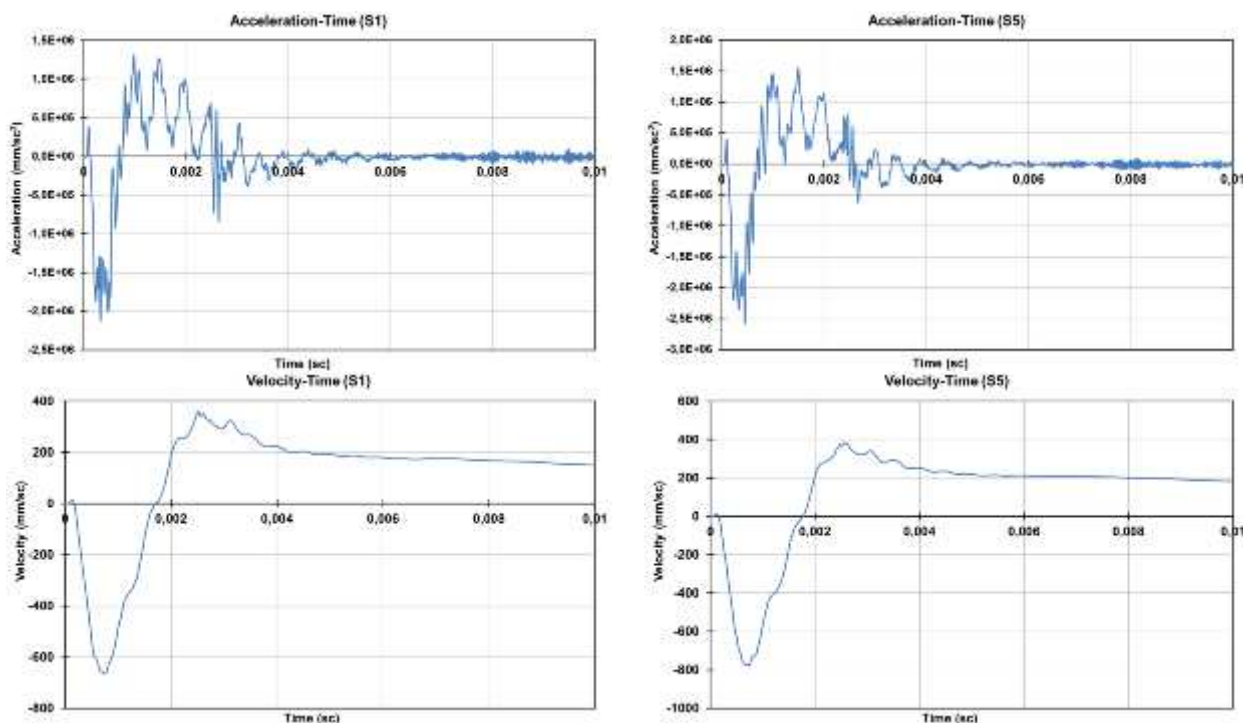 Acceleration-Time (S1)
1,5E+06
1,0E+06
5,0E+05
0,0E+00
-5,0E+05
-1,0E+06
-1,5E+06
-2,0E+06
-2,5E+06
0 0,002 0,004 0,006 0,008 0,01
Acceleration (mm/sc²)
Time (sc)
Acceleration-Time (S5)
2,0E+06
1,5E+06
1,0E+06
5,0E+05
0,0E+00
-5,0E+05
-1,0E+06
-1,5E+06
-2,0E+06
-2,5E+06
-3,0E+06
0 0,002 0,004 0,006 0,008 0,01
Acceleration (mm/sc²)
Time (sc)
Velocity-Time (S1)
400
200
0
-200
-400
-600
-800
0 0,002 0,004 0,006 0,008 0,01
Velocity (mm/sc)
Time (sc)
Velocity-Time (S5)
600
400
200
0
-200
-400
-600
-800
-1000
0 0,002 0,004 0,006 0,008 0,01
Velocity (mm/sc)
Time (sc)